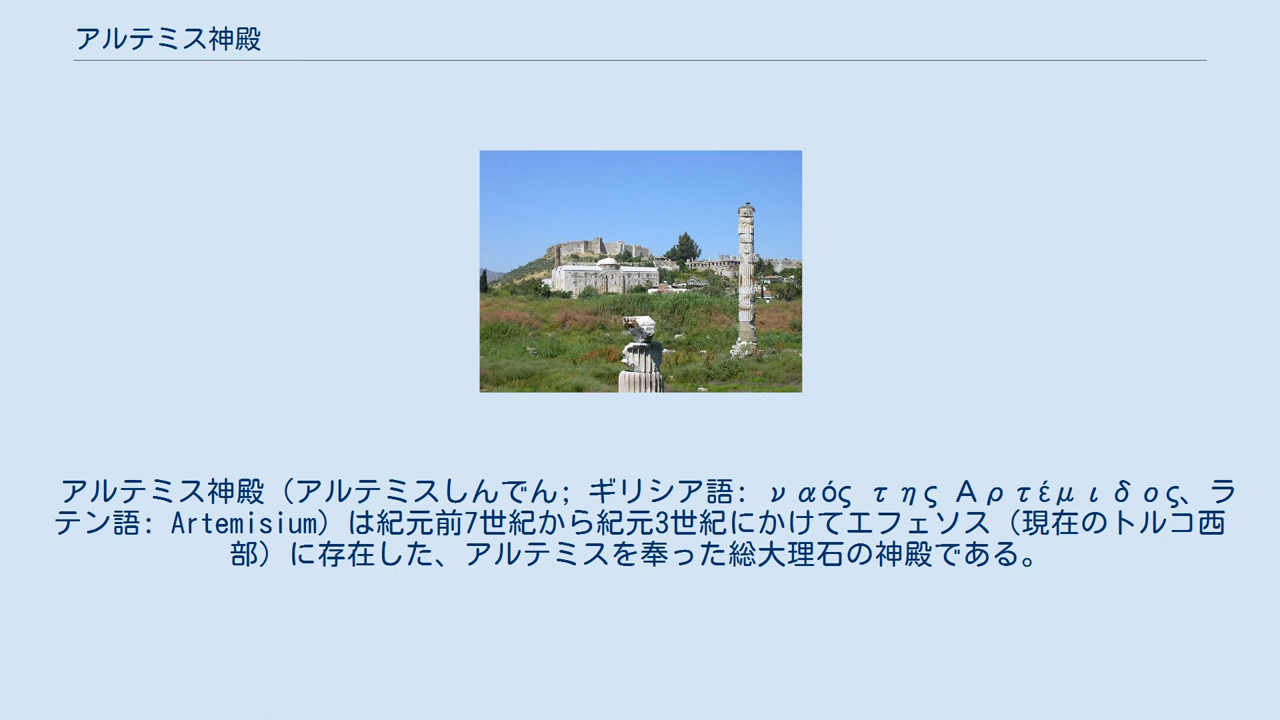 アルテミス神殿
アルテミス神殿（アルテミスしんでん; ギリシア語: ναός της Αρτέμιδος、ラ
テン語: Artemisium）は紀元前7世紀から紀元3世紀にかけてエフェソス（現在のトルコ西
部）に存在した、アルテミスを奉った総大理石の神殿である。